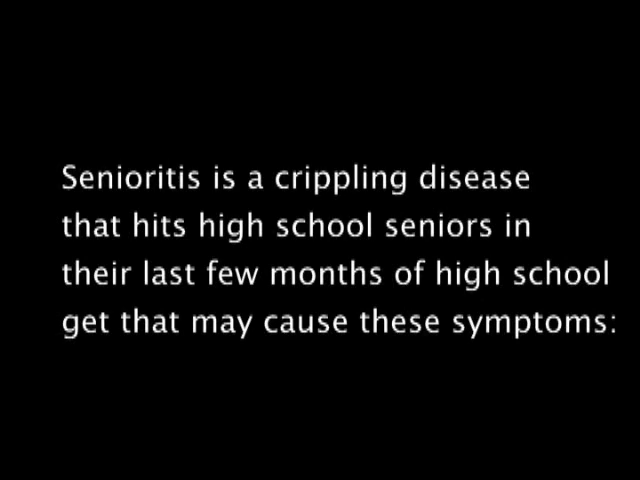 Senioritis is a crippling disease
that hits high school seniors in
their last few months of high school
get that may cause these symptoms: